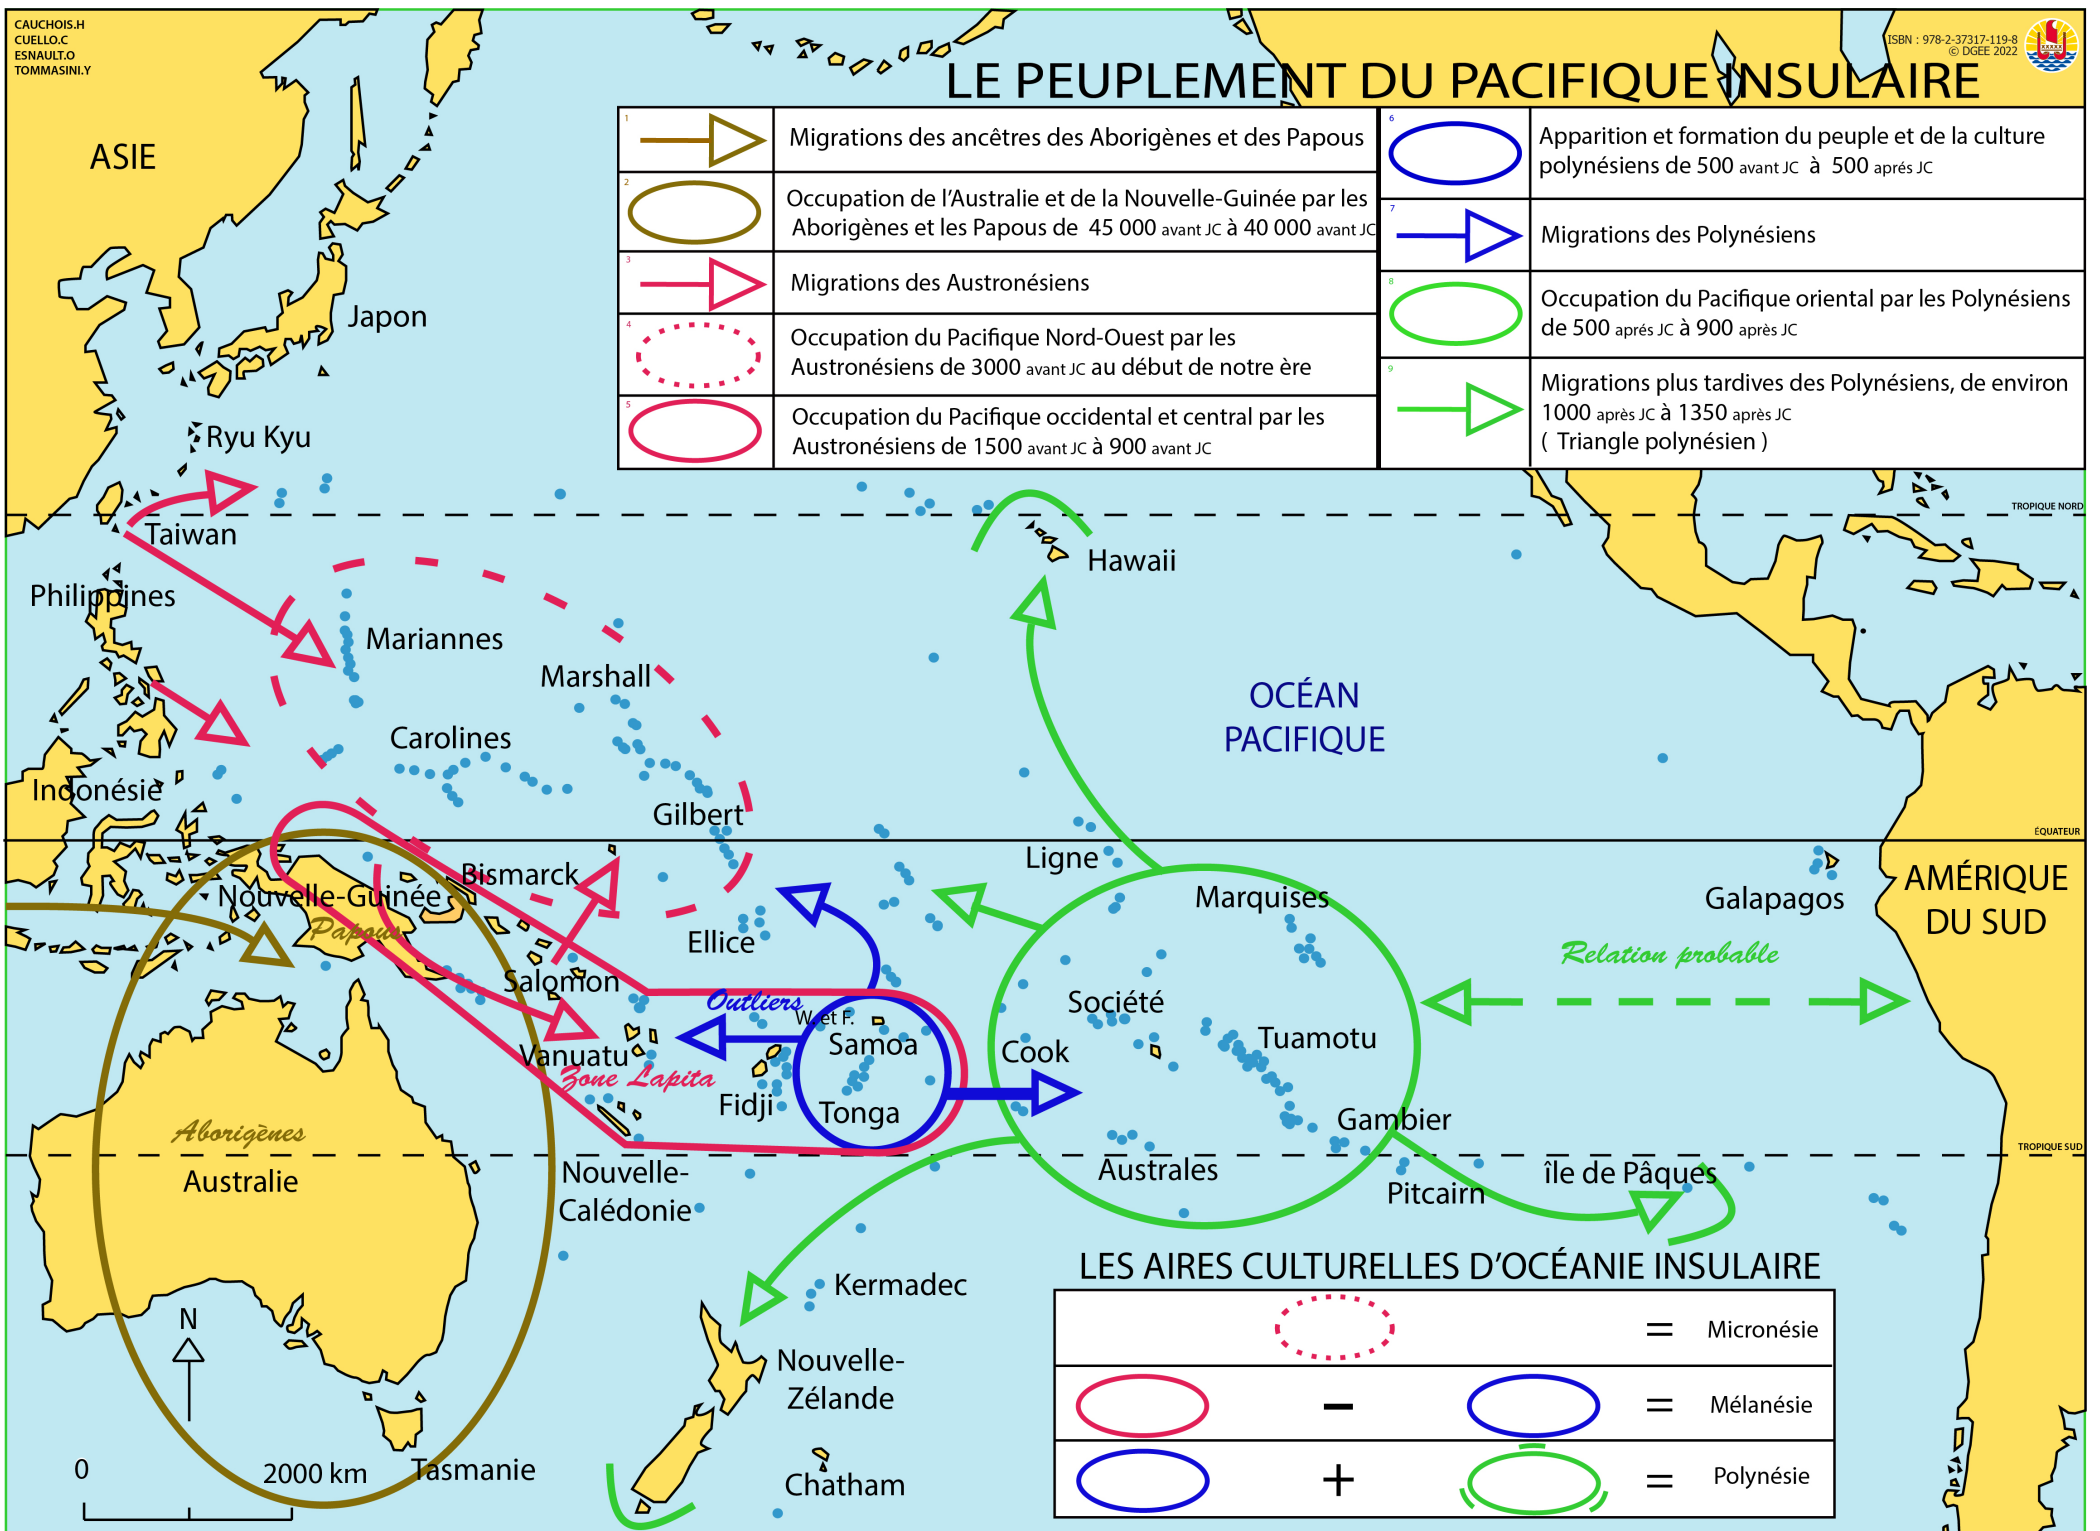 CAUCHOIS.H
CUELLO.C
ESNAULT.O
TOMMASINI.Y
ISBN : 978-2-37317-119-8
© DGEE 2022
LE PEUPLEMENT DU PACIFIQUE INSULAIRE
1
Migrations des ancêtres des Aborigènes et des Papous
2
Occupation de l'Australie et de la Nouvelle-Guinée par les
Aborigènes et les Papous de 45 000 avant JC à 40 000 avant JC
3
Migrations des Austronésiens
4
Occupation du Pacifique Nord-Ouest par les
Austronésiens de 3000 avant JC au début de notre ère
5
Occupation du Pacifique occidental et central par les
Austronésiens de 1500 avant JC à 900 avant JC
6
Apparition et formation du peuple et de la culture
polynésiens de 500 avant JC à 500 aprés JC
7
Migrations des Polynésiens
8
Occupation du Pacifique oriental par les Polynésiens
de 500 aprés JC à 900 après JC
9
Migrations plus tardives des Polynésiens, de environ
1000 après JC à 1350 après JC
( Triangle polynésien )
ASIE
Japon
Ryu Kyu
TROPIQUE NORD
Taiwan
Hawaii
Philippines
Mariannes
Marshall
OCÉAN
PACIFIQUE
Carolines
Indonésie
Gilbert
ÉQUATEUR
Ligne
Bismarck
AMÉRIQUE
DU SUD
Nouvelle-Guinée
Marquises
Galapagos
Papous
Ellice
Relation probable
Salomon
Outliers
Société
W. et F.
Samoa
Tuamotu
Vanuatu
Cook
Zone Lapita
Fidji
Tonga
Gambier
Aborigènes
TROPIQUE SUD
Australie
Nouvelle-
Calédonie
Australes
île de Pâques
Pitcairn
Kermadec
N
Nouvelle-
Zélande
0
2000 km
Tasmanie
Chatham
LES AIRES CULTURELLES D'OCÉANIE INSULAIRE
= Micronésie
- = Mélanésie
+ = Polynésie